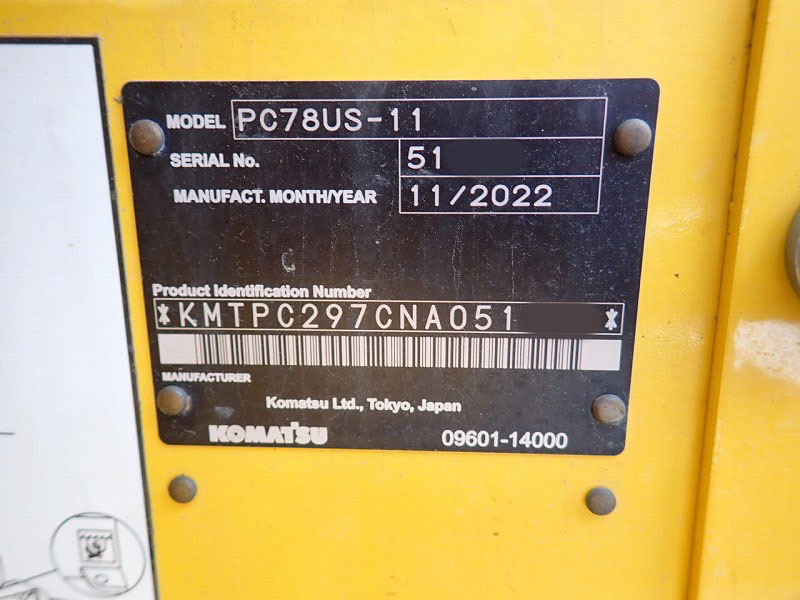 MODEL PC78US-11
SERIAL No. 51
MANUFACT. MONTH/YEAR 11/2022
Product Identification Number
*KMTPC297CNA051 *
MANUFACTURER
Komatsu Ltd., Tokyo, Japan
KOMATSU 09601-14000